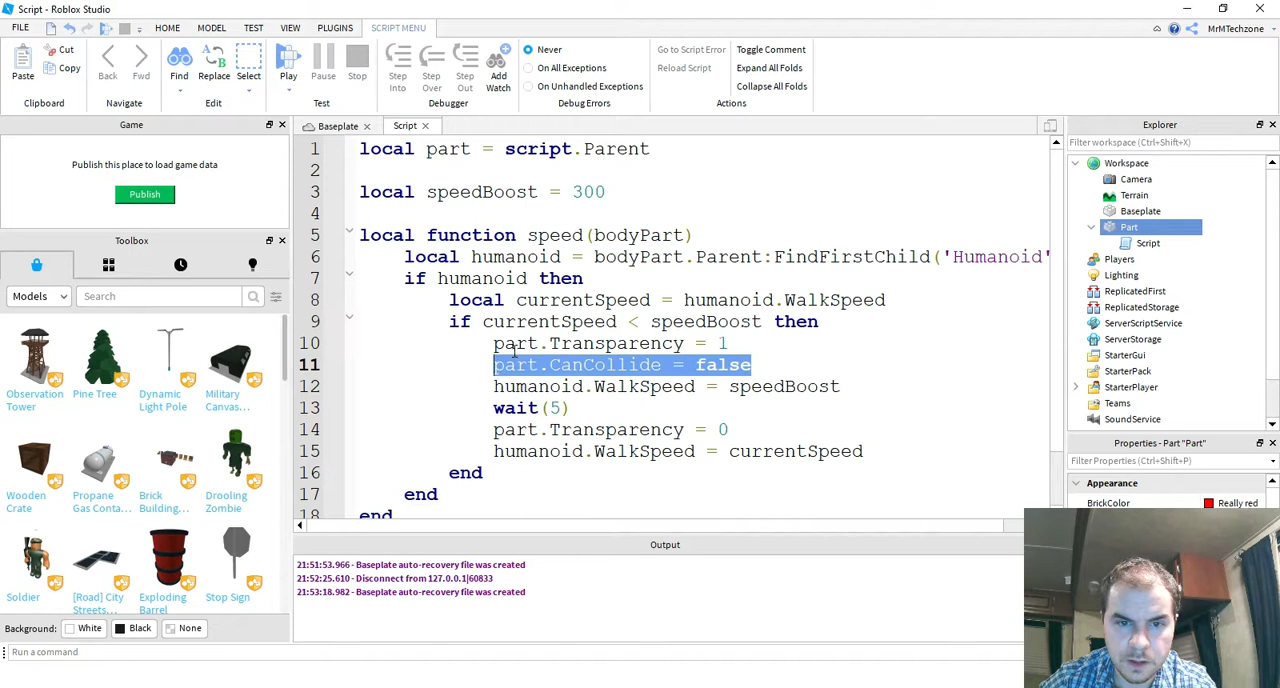 Script - Roblox Studio
FILE HOME MODEL TEST VIEW PLUGINS SCRIPT MENU MrMTechzone
Paste Cut Copy Clipboard
Back Fwd Navigate
Find Replace Select Edit
Play Pause Stop Test
Step Into Step Over Step Out Add Watch Debugger
Never
On All Exceptions
On Unhandled Exceptions
Debug Errors
Go to Script Error Toggle Comment
Reload Script Expand All Folds
Collapse All Folds
Actions
Game
Publish this place to load game data
Publish
Toolbox
Models Search
Observation Tower
Pine Tree
Dynamic Light Pole
Military Canvas...
Wooden Crate
Propane Gas Conta...
Brick Building...
Drooling Zombie
Soldier
[Road] City Streets...
Exploding Barrel
Stop Sign
Background: White Black None
Run a command
Baseplate Script
1 local part = script.Parent
2
3 local speedBoost = 300
4
5 local function speed(bodyPart)
6 local humanoid = bodyPart.Parent:FindFirstChild('Humanoid'
7 if humanoid then
8 local currentSpeed = humanoid.WalkSpeed
9 if currentSpeed < speedBoost then
10 part.Transparency = 1
11 part.CanCollide = false
12 humanoid.WalkSpeed = speedBoost
13 wait(5)
14 part.Transparency = 0
15 humanoid.WalkSpeed = currentSpeed
16 end
17 end
18 end
Output
21:51:53.966 - Baseplate auto-recovery file was created
21:52:25.610 - Disconnect from 127.0.0.1|60833
21:53:18.982 - Baseplate auto-recovery file was created
Explorer
Filter workspace (Ctrl+Shift+X)
Workspace
Camera
Terrain
Baseplate
Part
Script
Players
Lighting
ReplicatedFirst
ReplicatedStorage
ServerScriptService
ServerStorage
StarterGui
StarterPack
StarterPlayer
Teams
SoundService
Properties - Part "Part"
Filter Properties (Ctrl+Shift+P)
Appearance
BrickColor Really red